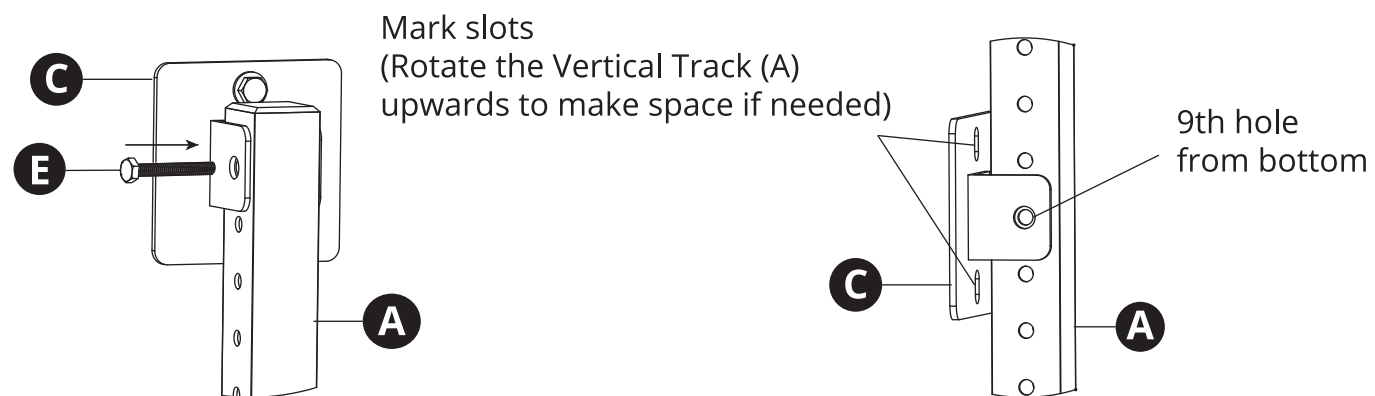 Mark slots
(Rotate the Vertical Track (A)
upwards to make space if needed)
C
E
A
9th hole
from bottom
C
A